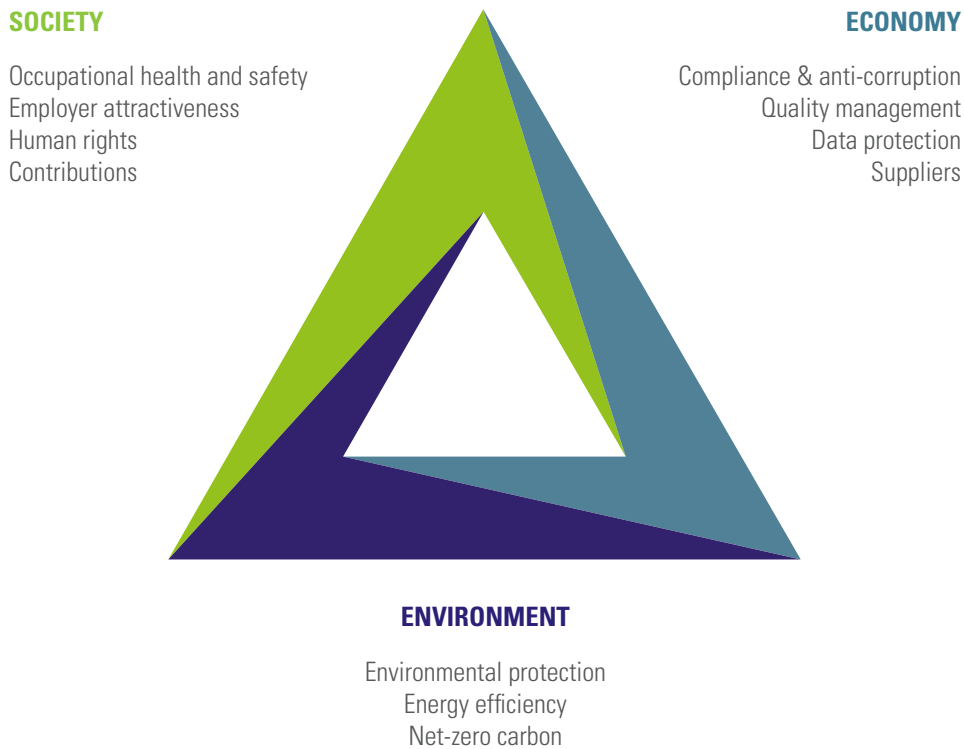 SOCIETY
Occupational health and safety
Employer attractiveness
Human rights
Contributions
ECONOMY
Compliance & anti-corruption
Quality management
Data protection
Suppliers
ENVIRONMENT
Environmental protection
Energy efficiency
Net-zero carbon